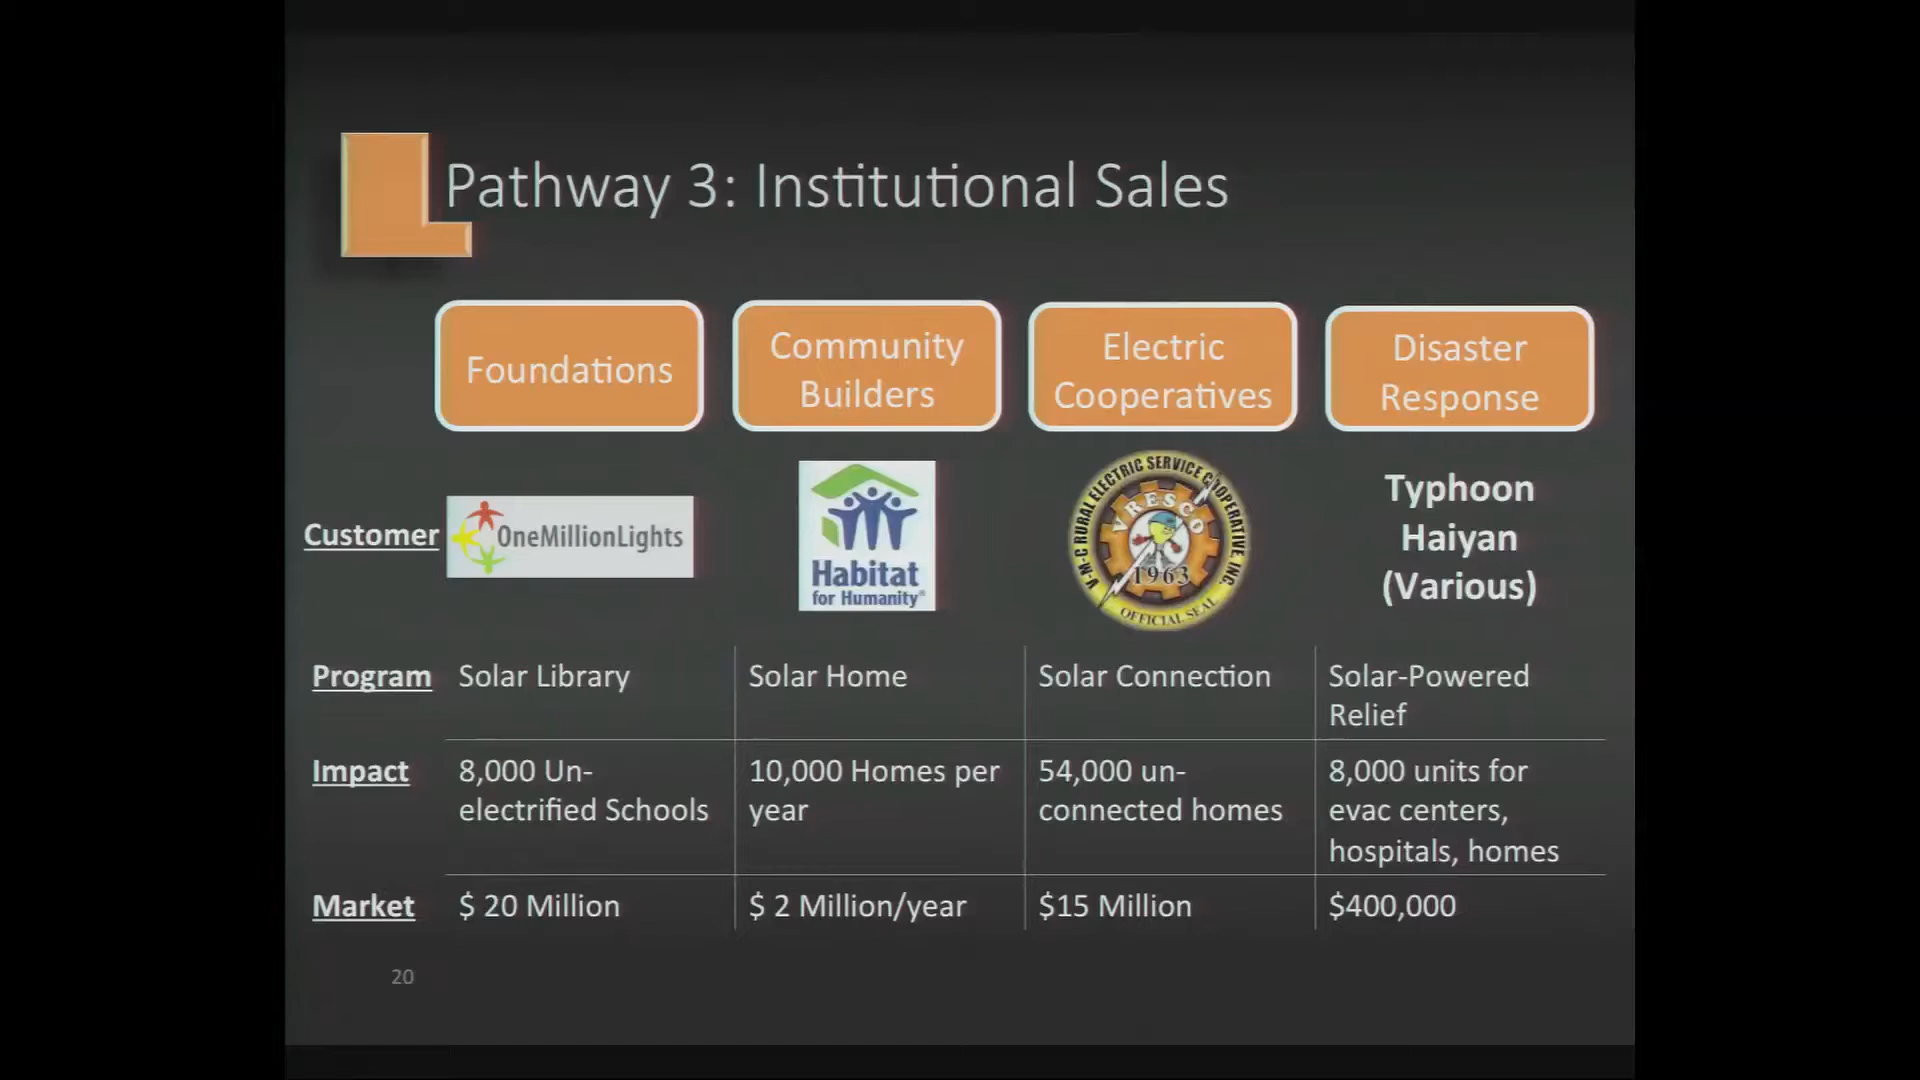 Pathway 3: Institutional Sales
Foundations
Community
Builders
Electric
Cooperatives
Disaster
Response
Customer
OneMillionLights
Habitat
for Humanity®
V-M-C RURAL ELECTRIC SERVICE COOPERATIVE, INC.
VRESCO
1963
OFFICIAL SEAL
Typhoon
Haiyan
(Various)
Program
Solar Library
Solar Home
Solar Connection
Solar-Powered
Relief
Impact
8,000 Un-
electrified Schools
10,000 Homes per
year
54,000 un-
connected homes
8,000 units for
evac centers,
hospitals, homes
Market
$ 20 Million
$ 2 Million/year
$15 Million
$400,000
20